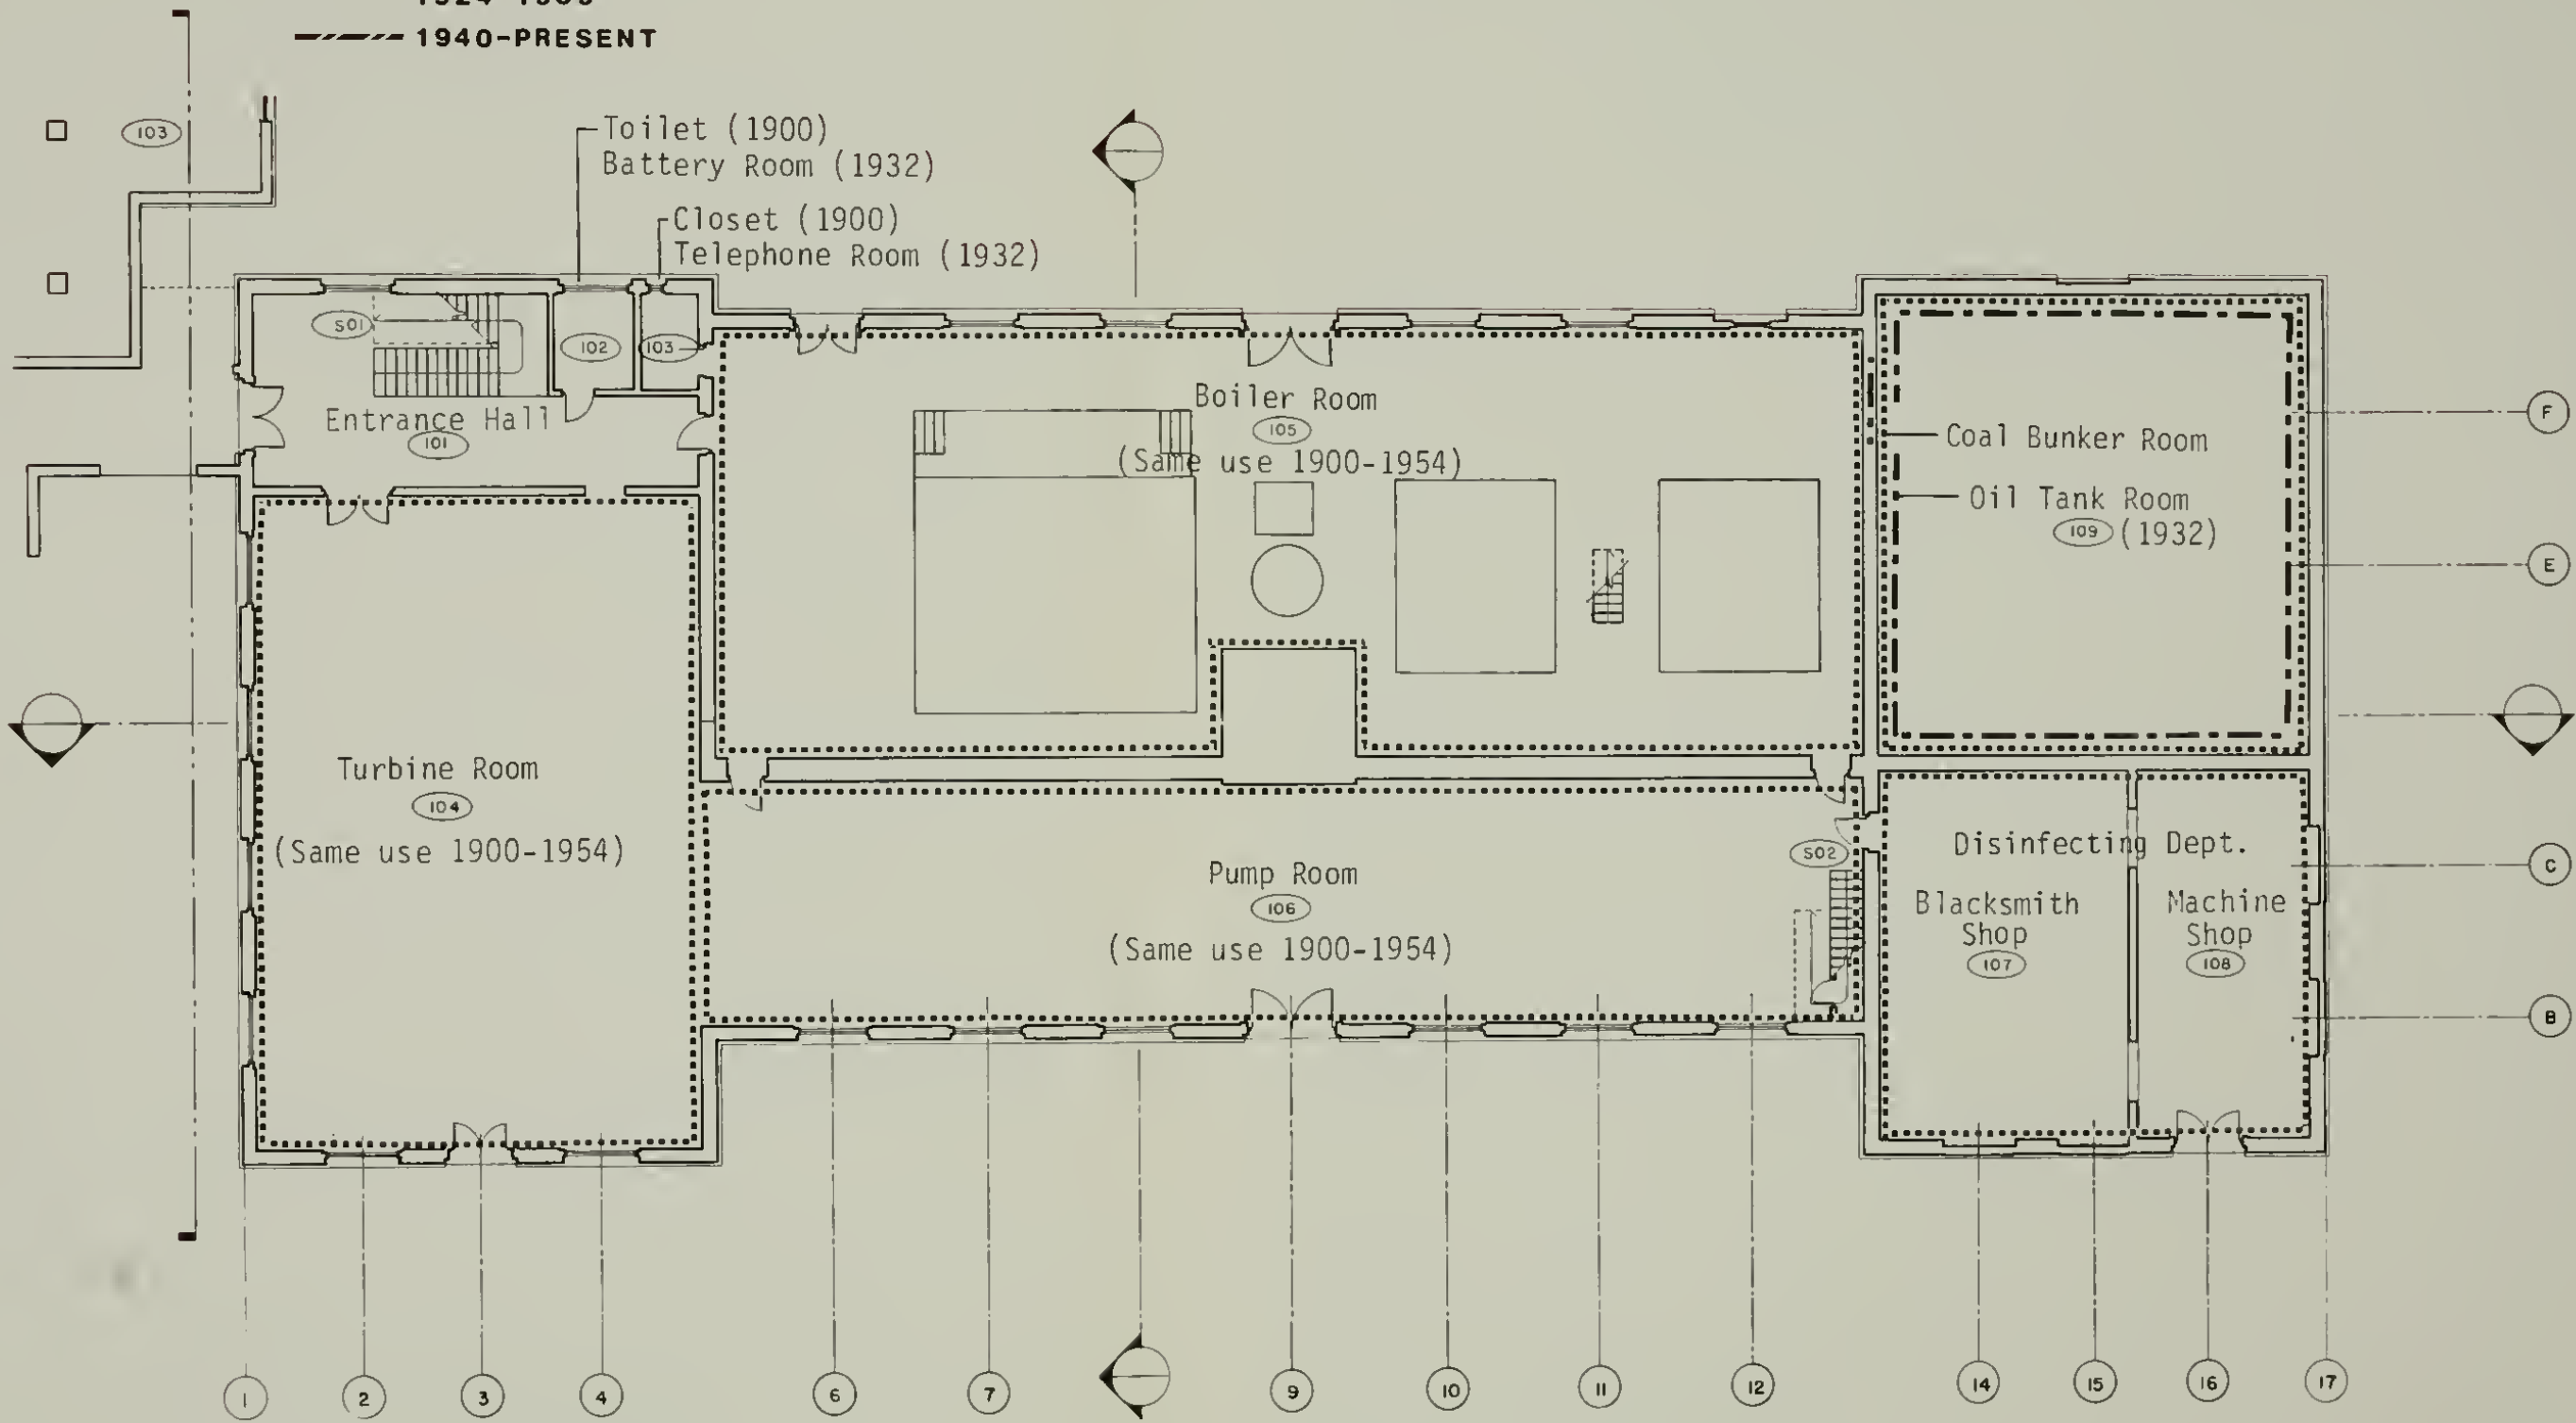 1940-PRESENT
103
Toilet (1900)
Battery Room (1932)
Closet (1900)
Telephone Room (1932)
S01
102
103
Entrance Hall
101
Boiler Room
105
(Same use 1900-1954)
Coal Bunker Room
Oil Tank Room
109 (1932)
F
E
Turbine Room
104
(Same use 1900-1954)
Pump Room
106
(Same use 1900-1954)
S02
Disinfecting Dept.
Blacksmith
Shop
107
Machine
Shop
108
C
B
1 2 3 4 6 7 9 10 11 12 14 15 16 17